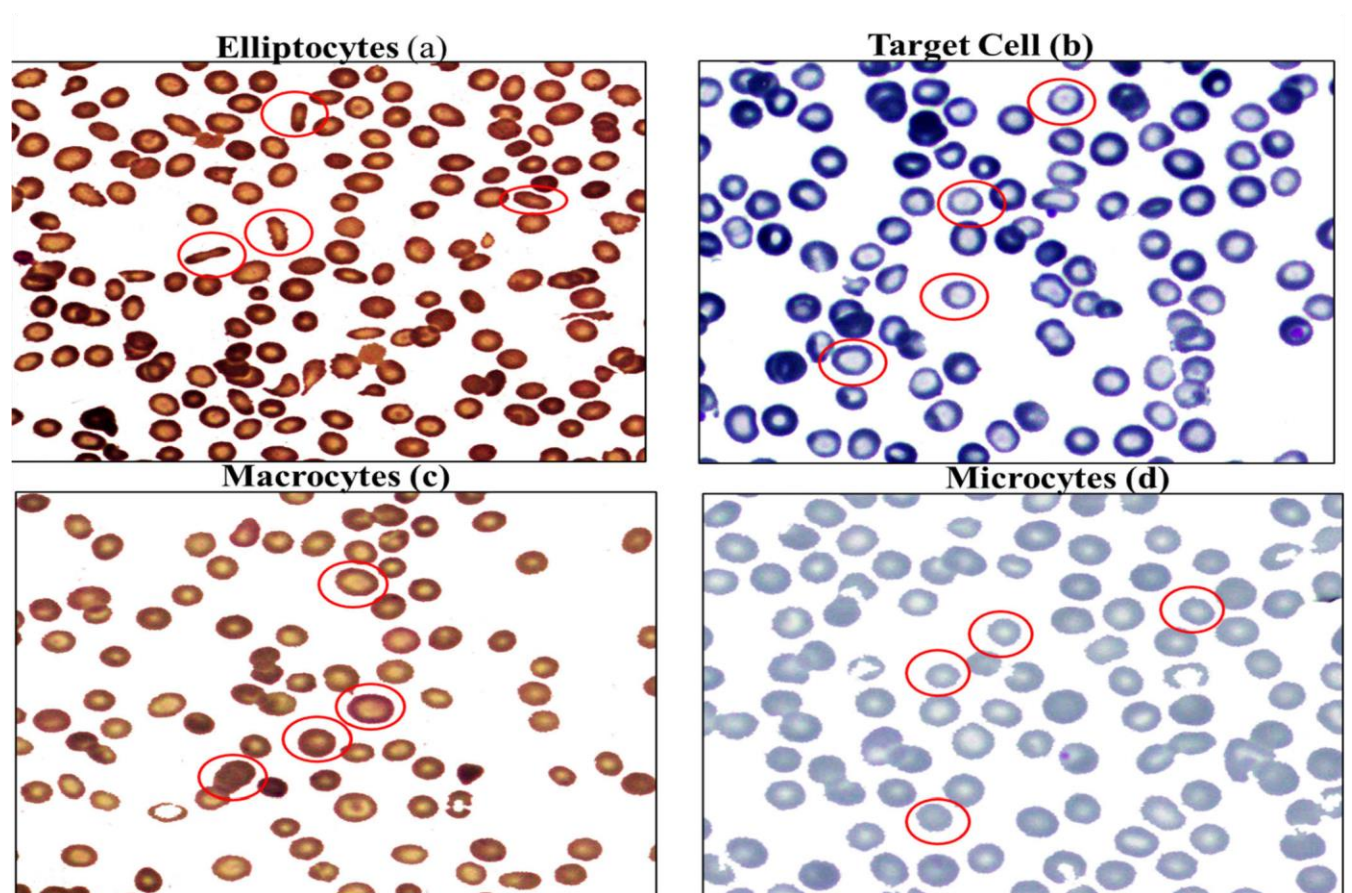 Elliptocytes (a)
Target Cell (b)
Macrocytes (c)
Microcytes (d)